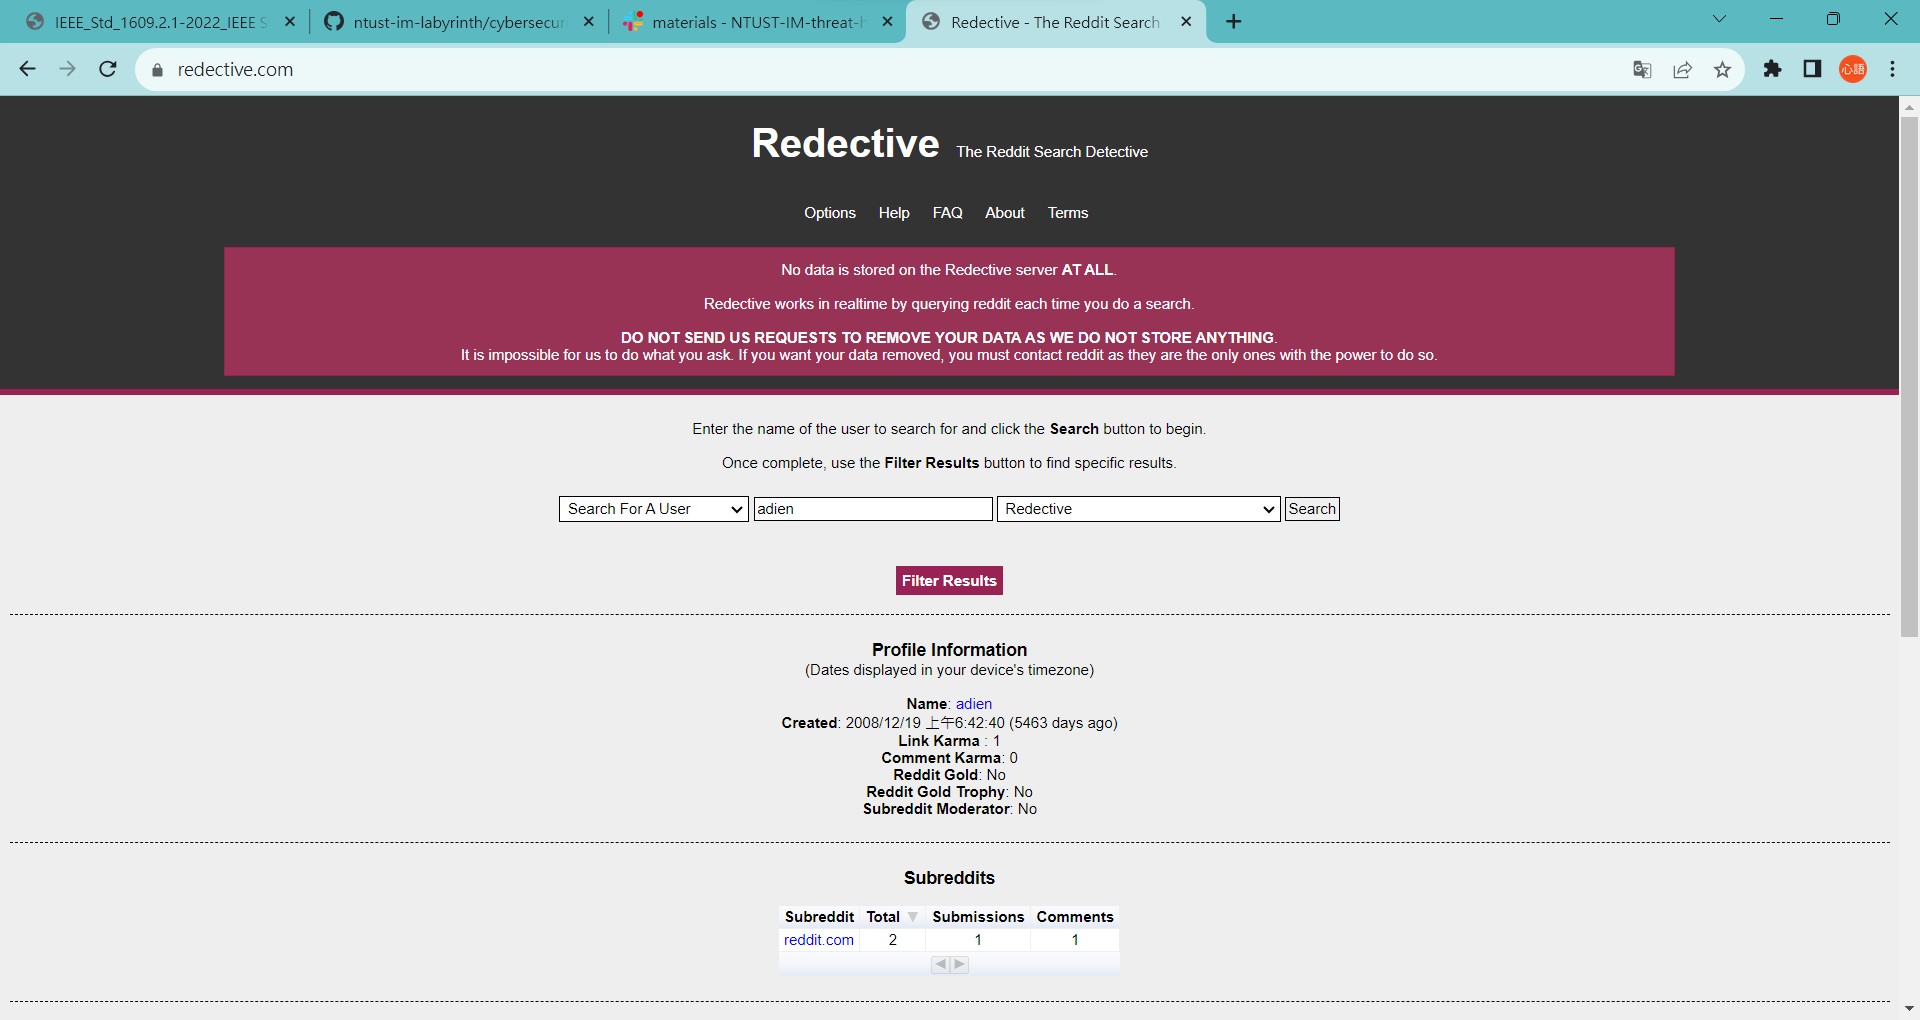 IEEE_Std_1609.2.1-2022_IEEE S
ntust-im-labyrinth/cybersecuri
materials - NTUST-IM-threat-h
Redective - The Reddit Search
redective.com
心語
Redective The Reddit Search Detective
Options Help FAQ About Terms
No data is stored on the Redective server AT ALL.
Redective works in realtime by querying reddit each time you do a search.
DO NOT SEND US REQUESTS TO REMOVE YOUR DATA AS WE DO NOT STORE ANYTHING.
It is impossible for us to do what you ask. If you want your data removed, you must contact reddit as they are the only ones with the power to do so.
Enter the name of the user to search for and click the Search button to begin.
Once complete, use the Filter Results button to find specific results.
Search For A User adien Redective Search
Filter Results
Profile Information
(Dates displayed in your device's timezone)
Name: adien
Created: 2008/12/19 上午6:42:40 (5463 days ago)
Link Karma : 1
Comment Karma: 0
Reddit Gold: No
Reddit Gold Trophy: No
Subreddit Moderator: No
Subreddits
Subreddit Total Submissions Comments
reddit.com 2 1 1